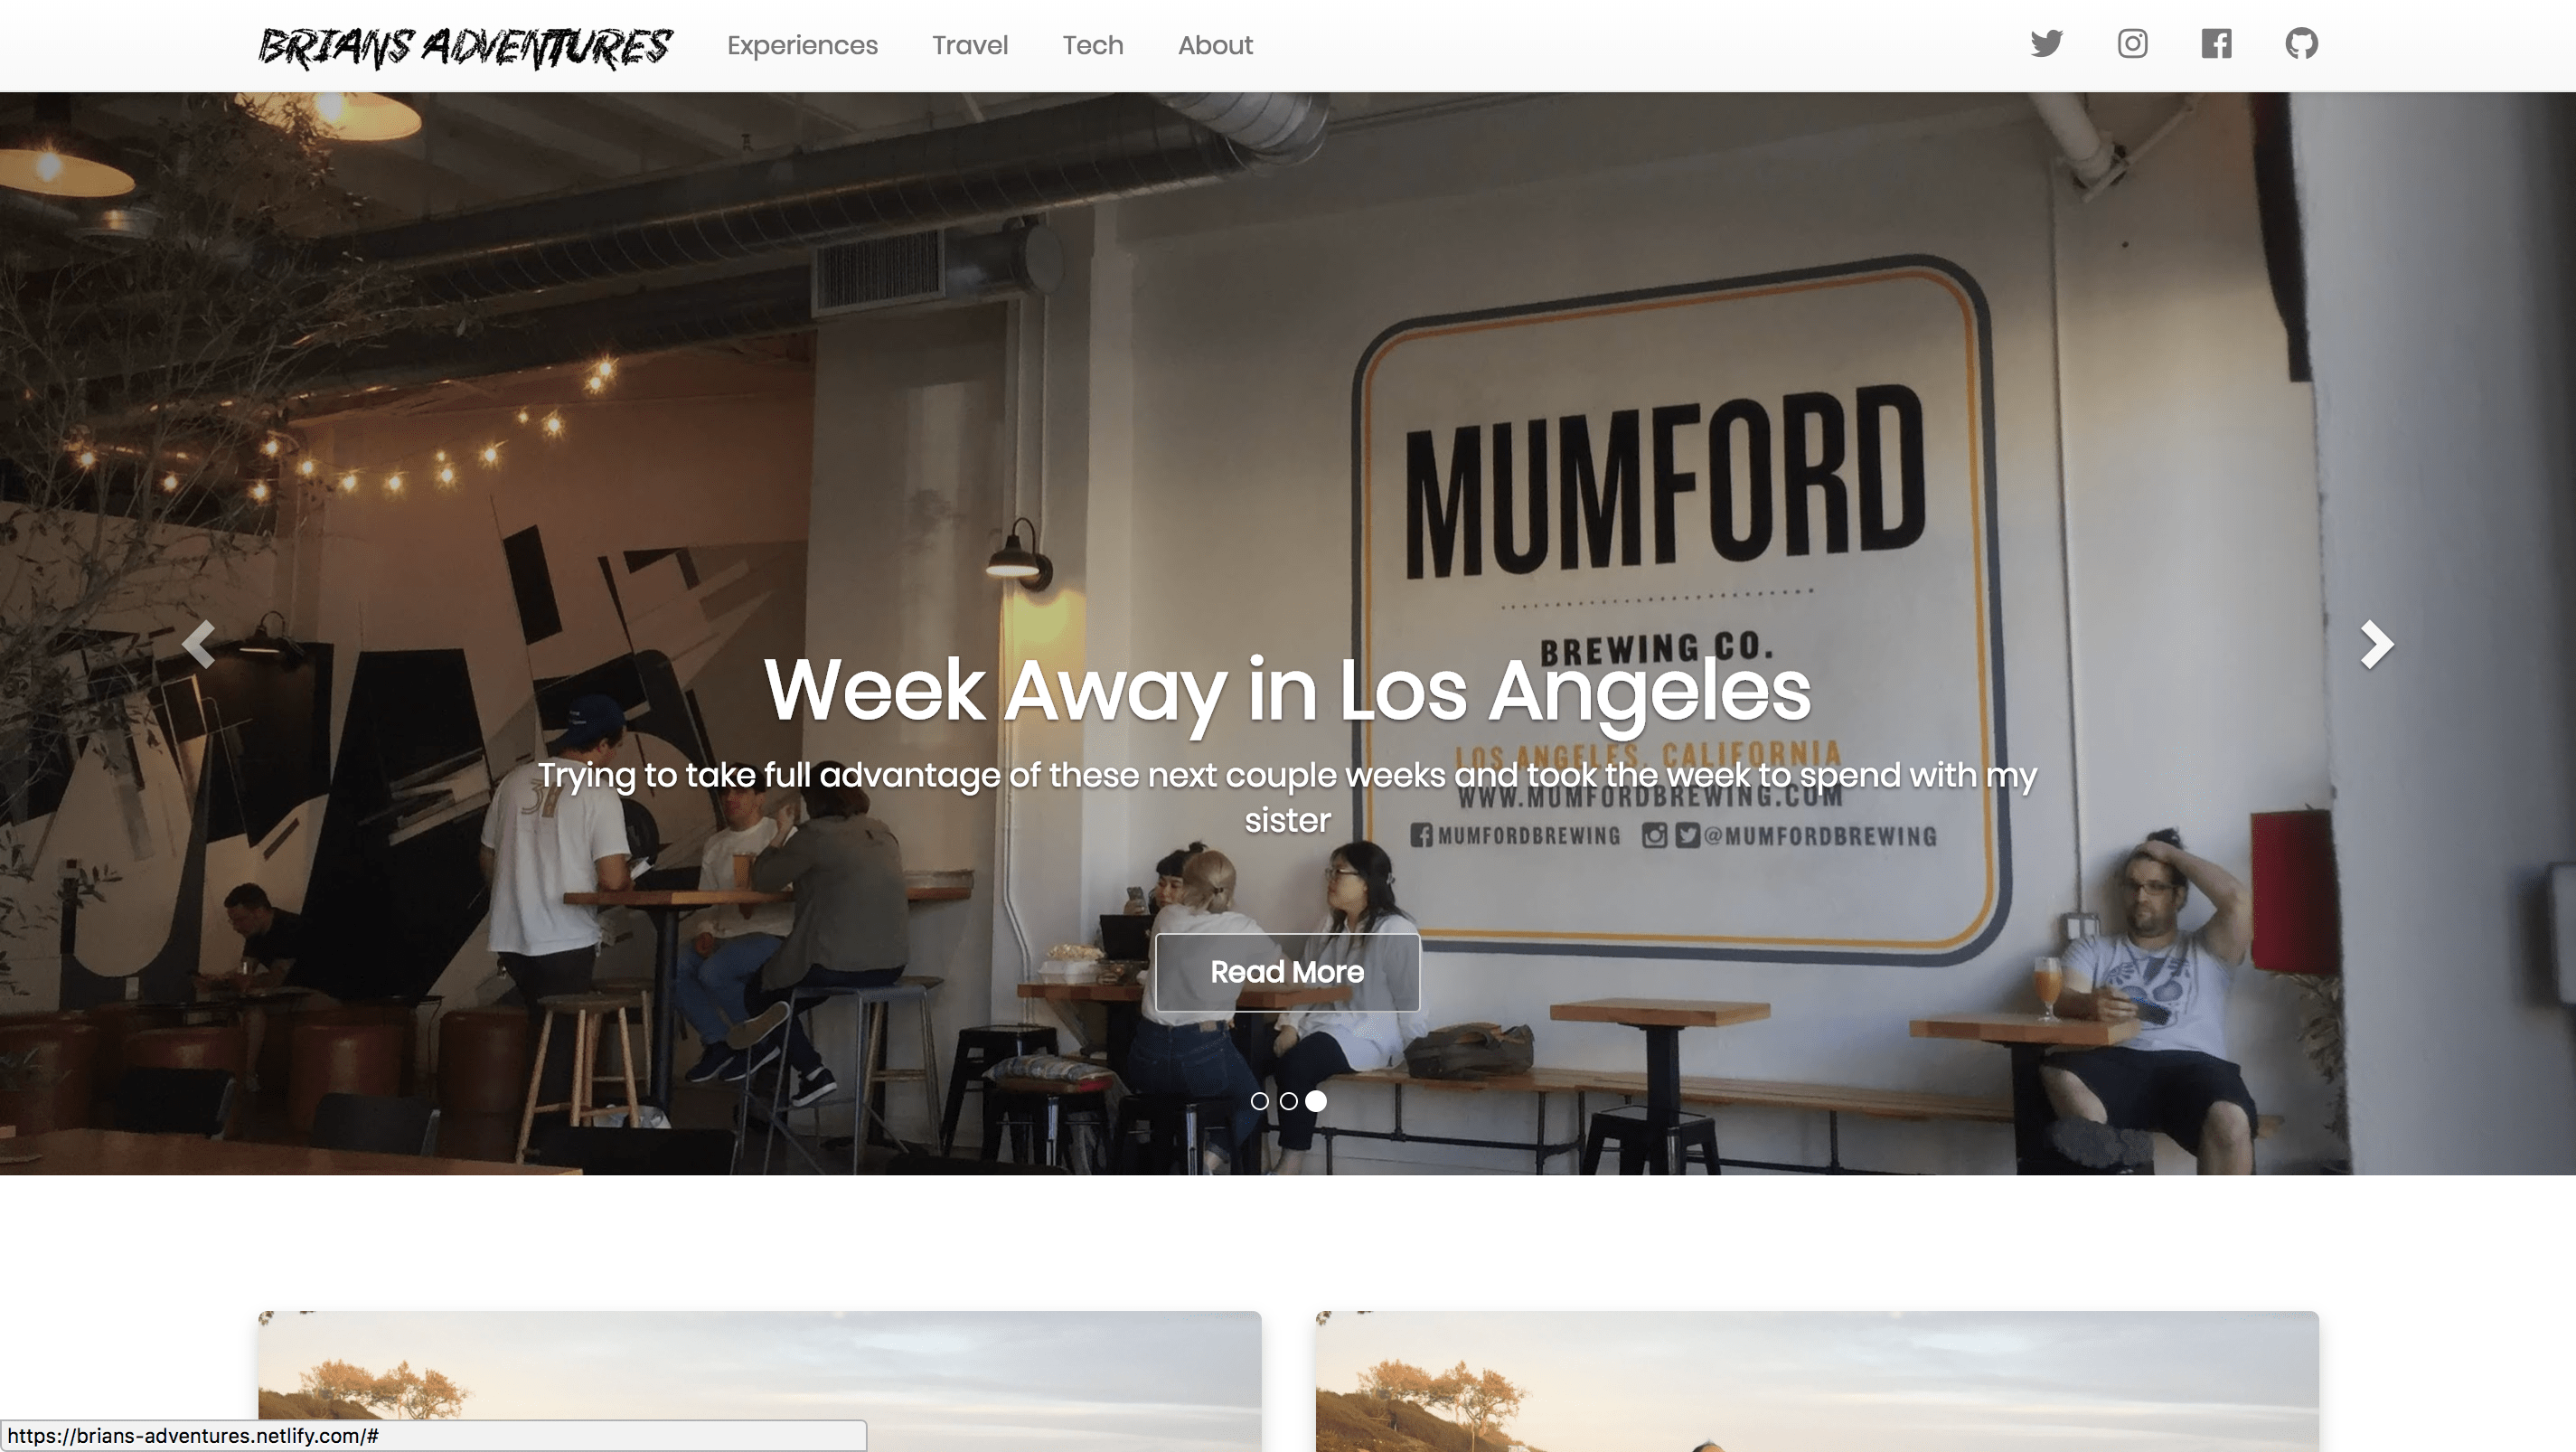 BRIANS ADVENTURES Experiences Travel Tech About
MUMFORD
BREWING CO.
Week Away in Los Angeles
LOS ANGELES, CALIFORNIA
Trying to take full advantage of these next couple weeks and took the week to spend with my
sister
WWW.MUMFORDBREWING.COM
MUMFORDBREWING @MUMFORDBREWING
Read More
https://brians-adventures.netlify.com/#